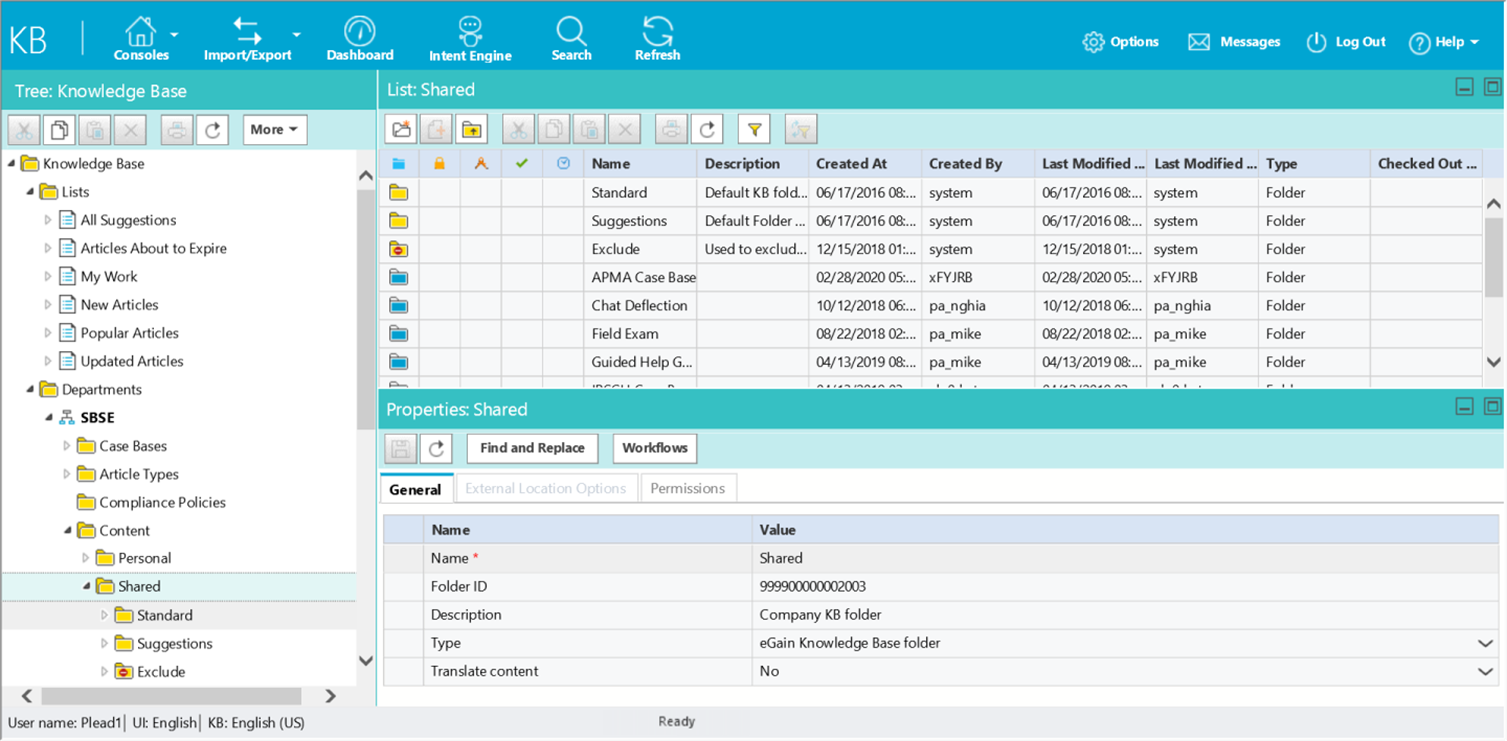 KB Consoles Import/Export Dashboard Intent Engine Search Refresh Options Messages Log Out Help
Tree: Knowledge Base
More
Knowledge Base
Lists
All Suggestions
Articles About to Expire
My Work
New Articles
Popular Articles
Updated Articles
Departments
SBSE
Case Bases
Article Types
Compliance Policies
Content
Personal
Shared
Standard
Suggestions
Exclude
List: Shared
Name Description Created At Created By Last Modified ... Last Modified ... Type Checked Out ...
Standard Default KB fold... 06/17/2016 08:... system 06/17/2016 08:... system Folder
Suggestions Default Folder ... 06/17/2016 08:... system 06/17/2016 08:... system Folder
Exclude Used to exclud... 12/15/2018 01:... system 12/15/2018 01:... system Folder
APMA Case Base 02/28/2020 05:... xFYJRB 02/28/2020 05:... xFYJRB Folder
Chat Deflection 10/12/2018 06:... pa_nghia 10/12/2018 06:... pa_nghia Folder
Field Exam 08/22/2018 02:... pa_mike 08/22/2018 02:... pa_mike Folder
Guided Help G... 04/13/2019 08:... pa_mike 04/13/2019 08:... pa_mike Folder
Properties: Shared
Find and Replace Workflows
General External Location Options Permissions
Name Value
Name * Shared
Folder ID 999900000002003
Description Company KB folder
Type eGain Knowledge Base folder
Translate content No
User name: Plead1| UI: English| KB: English (US) Ready